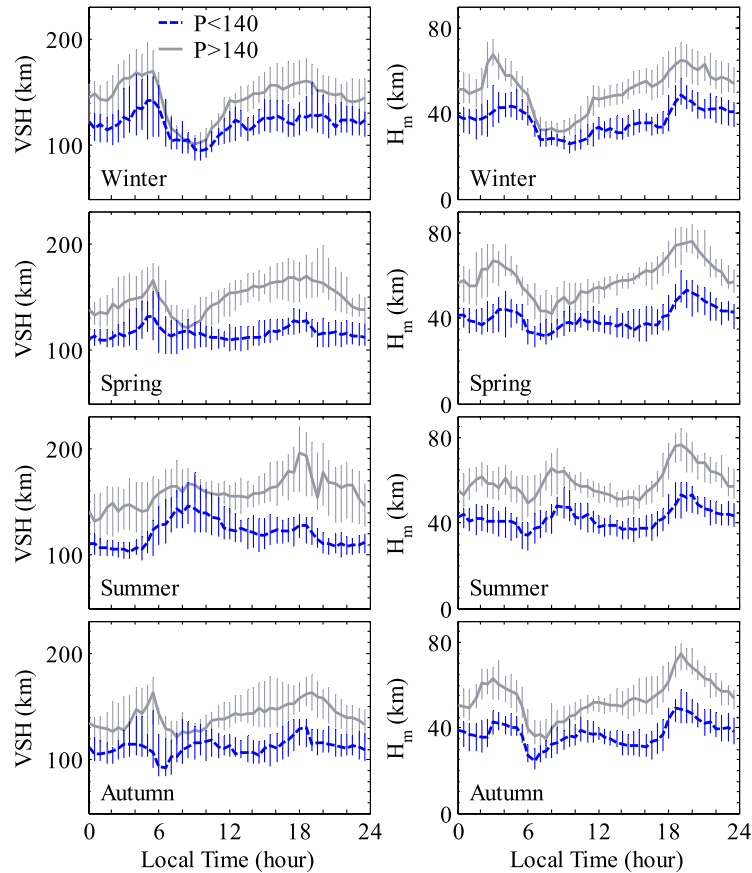 P<140
P>140
200
100
VSH (km)
Winter
80
40
0
H_m (km)
Winter
200
100
VSH (km)
Spring
80
40
0
H_m (km)
Spring
200
100
VSH (km)
Summer
80
40
0
H_m (km)
Summer
200
100
VSH (km)
Autumn
0 6 12 18 24
Local Time (hour)
80
40
0
H_m (km)
Autumn
0 6 12 18 24
Local Time (hour)